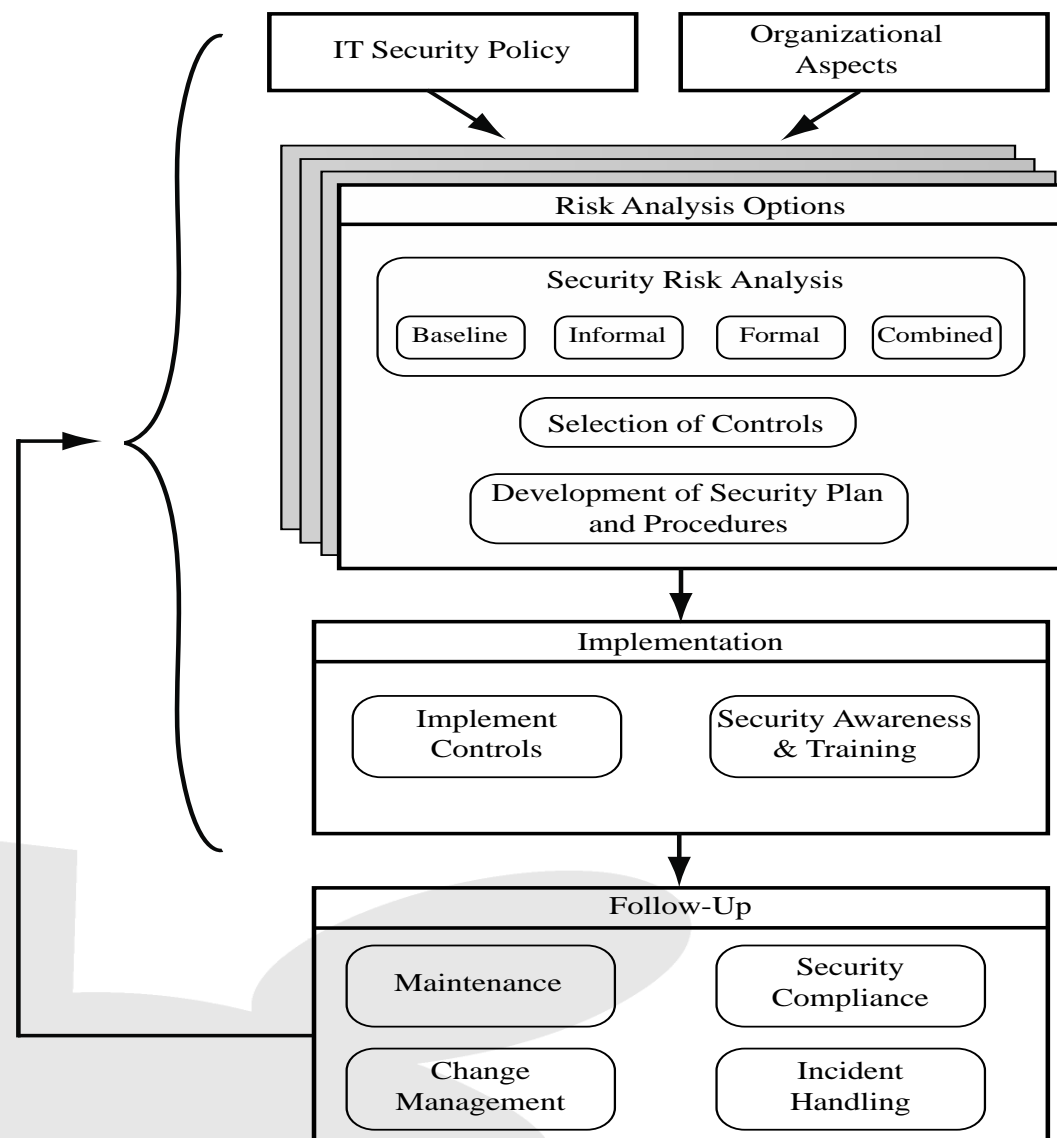 IT Security Policy
Organizational
Aspects
Risk Analysis Options
Security Risk Analysis
Baseline
Informal
Formal
Combined
Selection of Controls
Development of Security Plan
and Procedures
Implementation
Implement
Controls
Security Awareness
& Training
Follow-Up
Maintenance
Security
Compliance
Change
Management
Incident
Handling